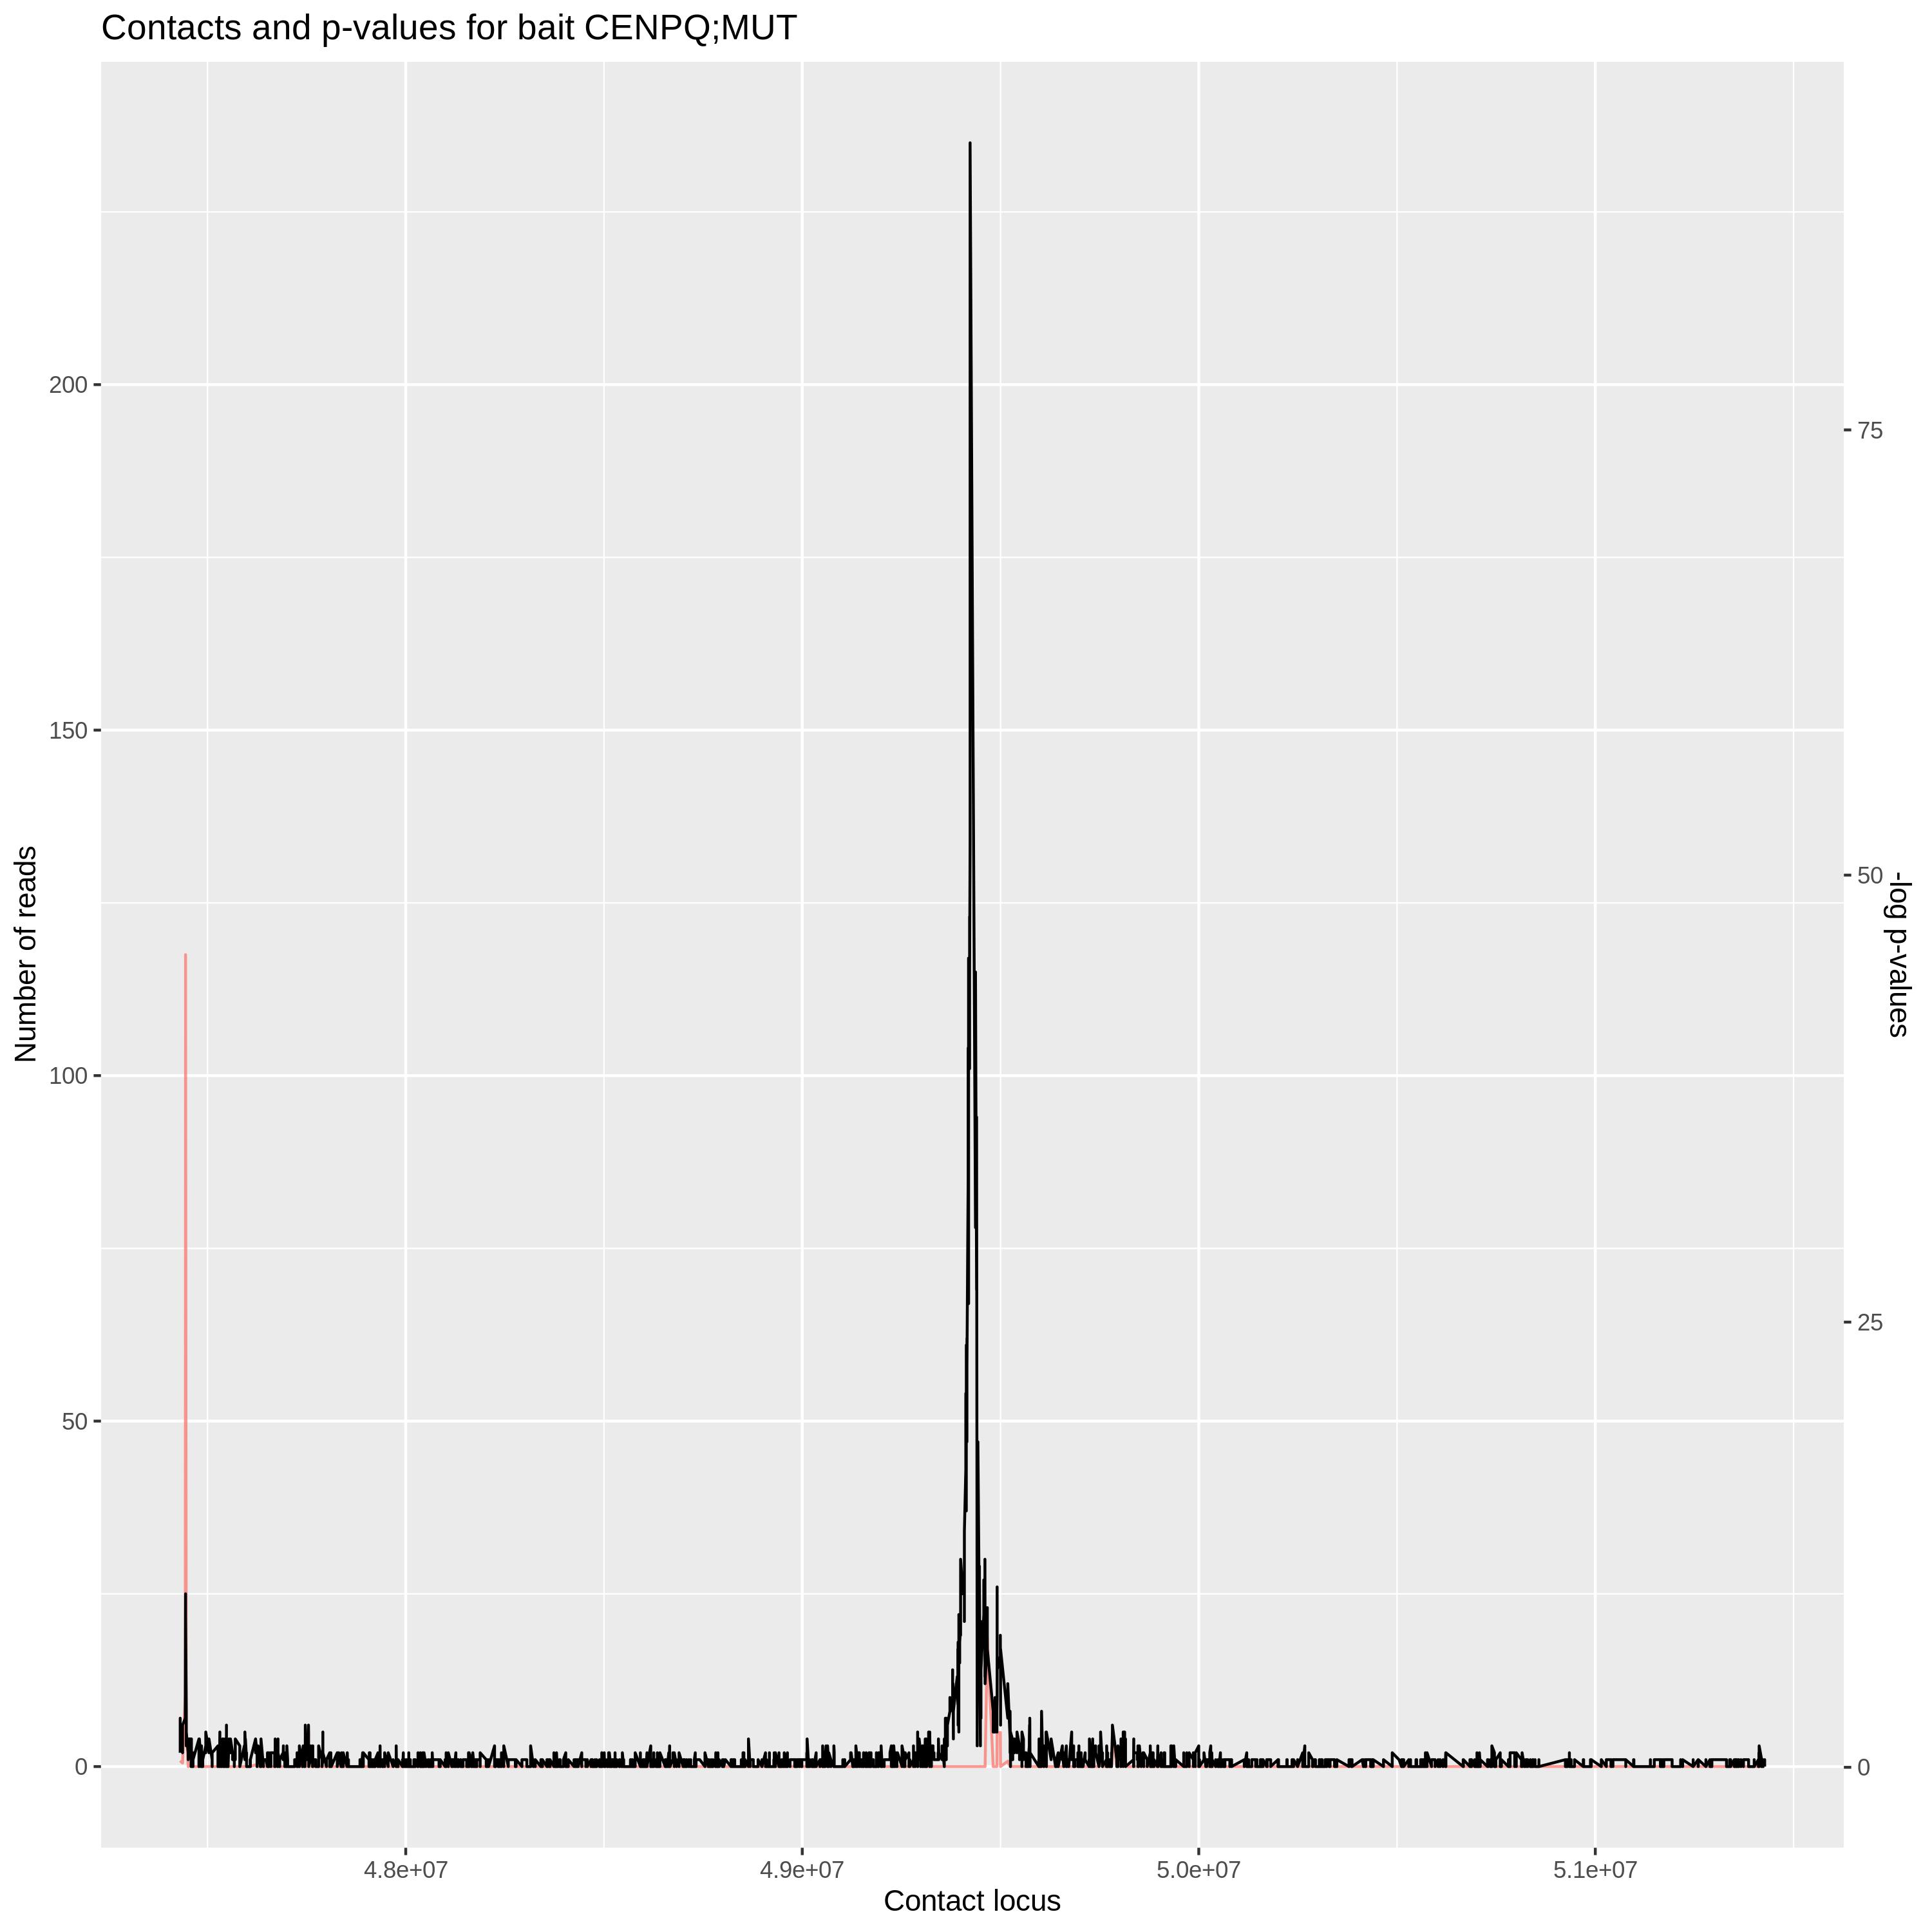 Contacts and p-values for bait CENPQ;MUT
Number of reads
200
150
100
50
0
75
50
25
0
-log p-values
4.8e+07 4.9e+07 5.0e+07 5.1e+07
Contact locus